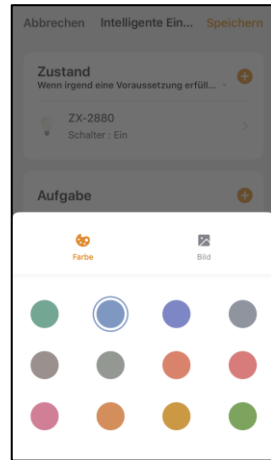 Abbrechen Intelligente Ein... Speichern
Zustand
Wenn irgend eine Voraussetzung erfüll...
ZX-2880
Schalter : Ein
Aufgabe
Farbe Bild